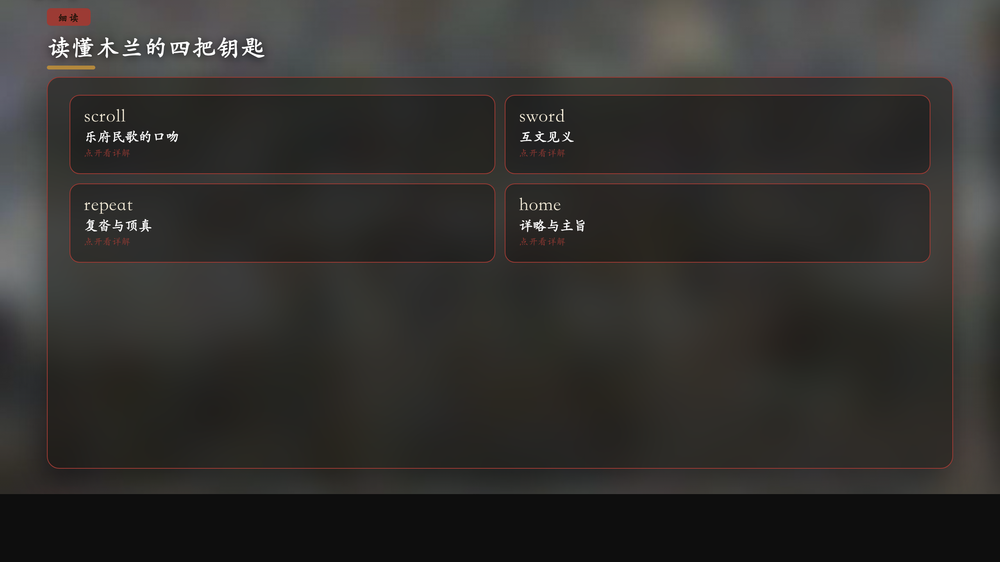 细读
读懂木兰的四把钥匙
scroll
乐府民歌的口吻
点开看详解
sword
互文见义
点开看详解
repeat
复沓与顶真
点开看详解
home
详略与主旨
点开看详解